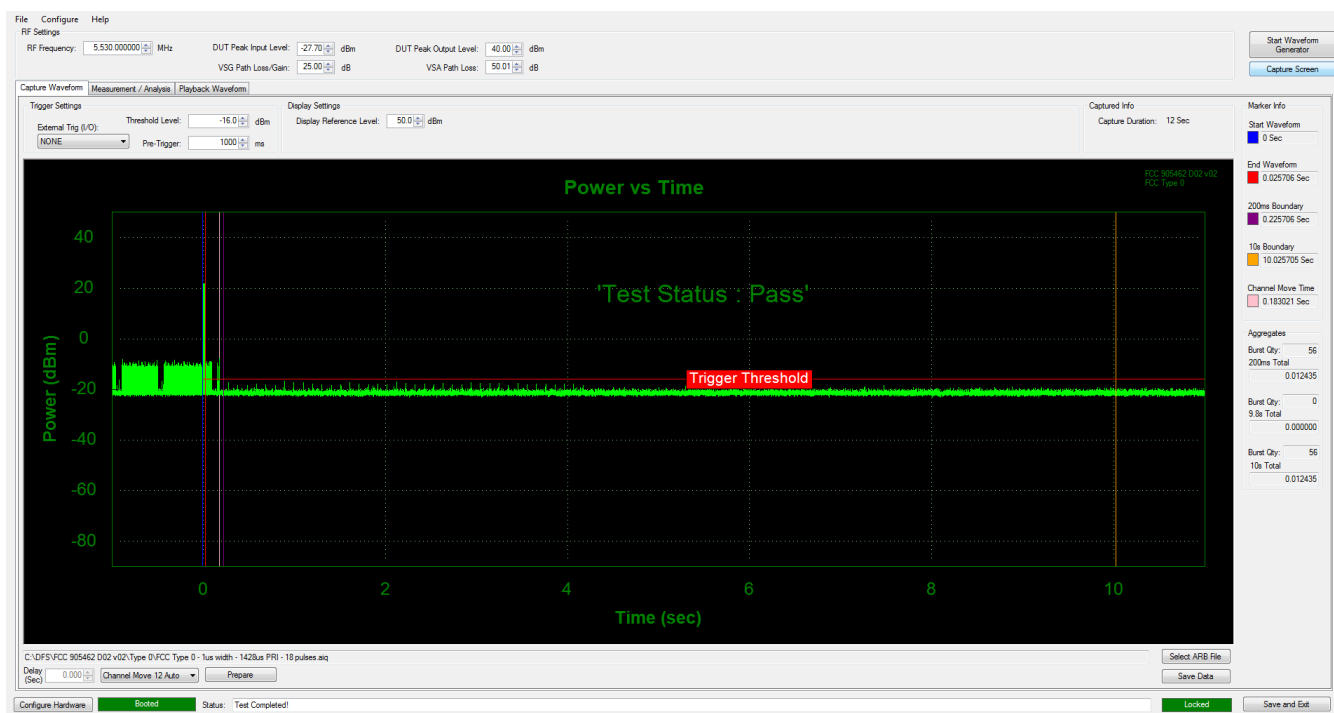 File Configure Help
RF Settings
RF Frequency: 5,530.000000 MHz DUT Peak Input Level: -27.70 dBm DUT Peak Output Level: 40.00 dBm
VSG Path Loss/Gain: 25.00 dB VSA Path Loss: 50.01 dB
Start Waveform
Generator
Capture Screen
Capture Waveform Measurement / Analysis Playback Waveform
Trigger Settings
External Trig (I/O): Threshold Level: -16.0 dBm
NONE Pre-Trigger: 1000 ms
Display Settings
Display Reference Level: 50.0 dBm
Captured Info
Capture Duration: 12 Sec
Marker Info
Start Waveform
0 Sec
End Waveform
0.025706 Sec
200ms Boundary
0.225706 Sec
10s Boundary
10.025705 Sec
Channel Move Time
0.183021 Sec
Aggregates
Burst Qty: 56
200ms Total
0.012435
Burst Qty: 0
9.8s Total
0.000000
Burst Qty: 56
10s Total
0.012435
Power vs Time
FCC 905462 D02 v02
FCC Type 0
'Test Status : Pass'
Trigger Threshold
Power (dBm)
40
20
0
-20
-40
-60
-80
0 2 4 6 8 10
Time (sec)
C:\DFS\FCC 905462 D02 v02\Type 0\FCC Type 0 - 1us width - 1428us PRI - 18 pulses.aiq
Select ARB File
Delay
(Sec) 0.000 Channel Move 12 Auto Prepare
Save Data
Configure Hardware Booted Status: Test Completed! Locked Save and Exit